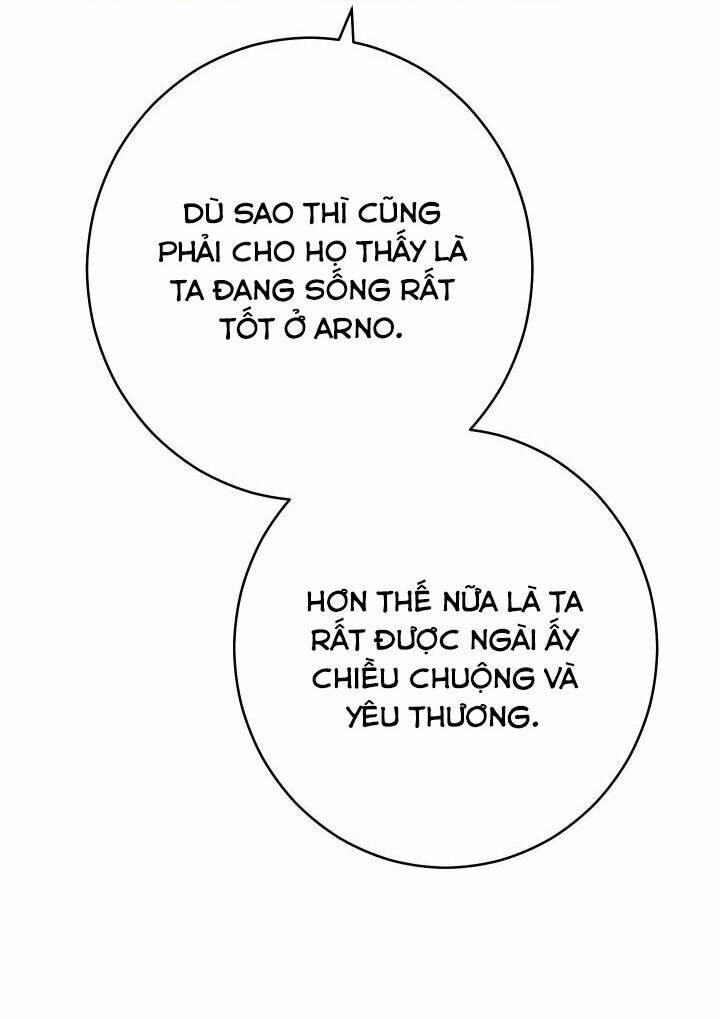 DÙ SAO THÌ CŨNG
PHẢI CHO HỌ THẤY LÀ
TA ĐANG SỐNG RẤT
TỐT Ở ARNO.
HƠN THẾ NỮA LÀ TA
RẤT ĐƯỢC NGÀI ẤY
CHIỀU CHUỘNG VÀ
YÊU THƯƠNG.